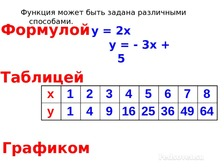 Функция может быть задана различными
способами.
Формулой y = 2x
y = - 3x +
5
Таблицей
x 1 2 3 4 5 6 7 8
y 1 4 9 16 25 36 49 64
Графиком